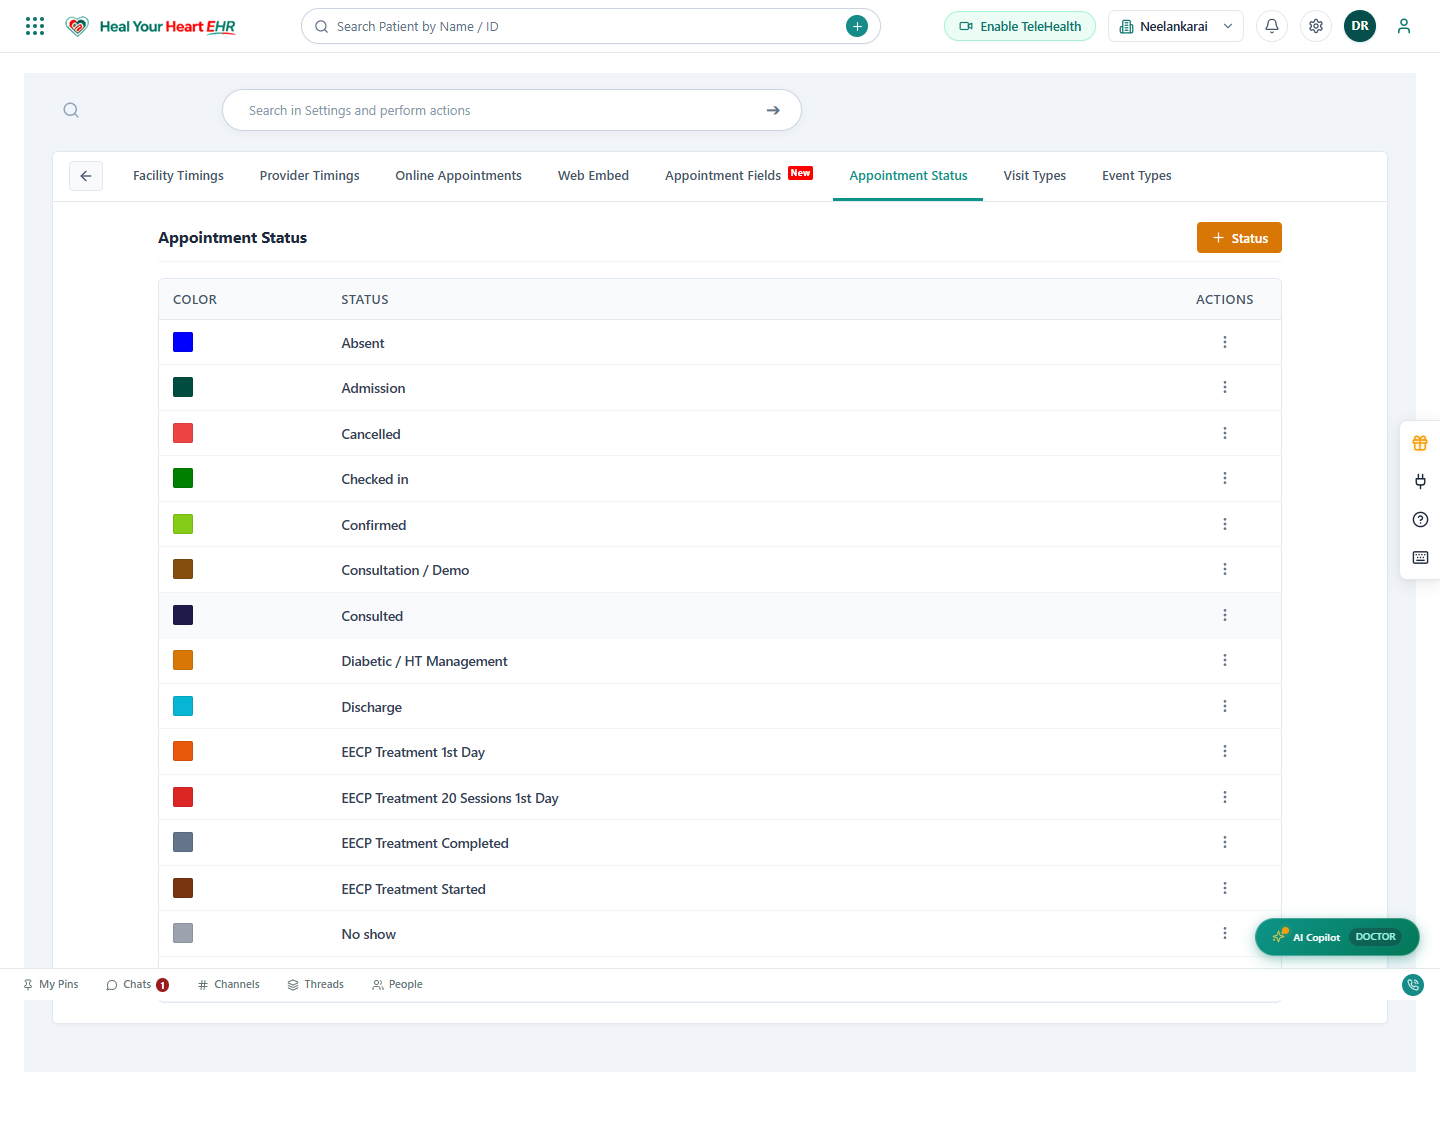 Heal Your Heart EHR
Search Patient by Name / ID
Enable TeleHealth
Neelankarai
DR
Search in Settings and perform actions
Facility Timings
Provider Timings
Online Appointments
Web Embed
Appointment Fields New
Appointment Status
Visit Types
Event Types
Appointment Status
+ Status
COLOR STATUS ACTIONS
Absent
Admission
Cancelled
Checked in
Confirmed
Consultation / Demo
Consulted
Diabetic / HT Management
Discharge
EECP Treatment 1st Day
EECP Treatment 20 Sessions 1st Day
EECP Treatment Completed
EECP Treatment Started
No show
AI Copilot DOCTOR
My Pins
Chats 1
Channels
Threads
People